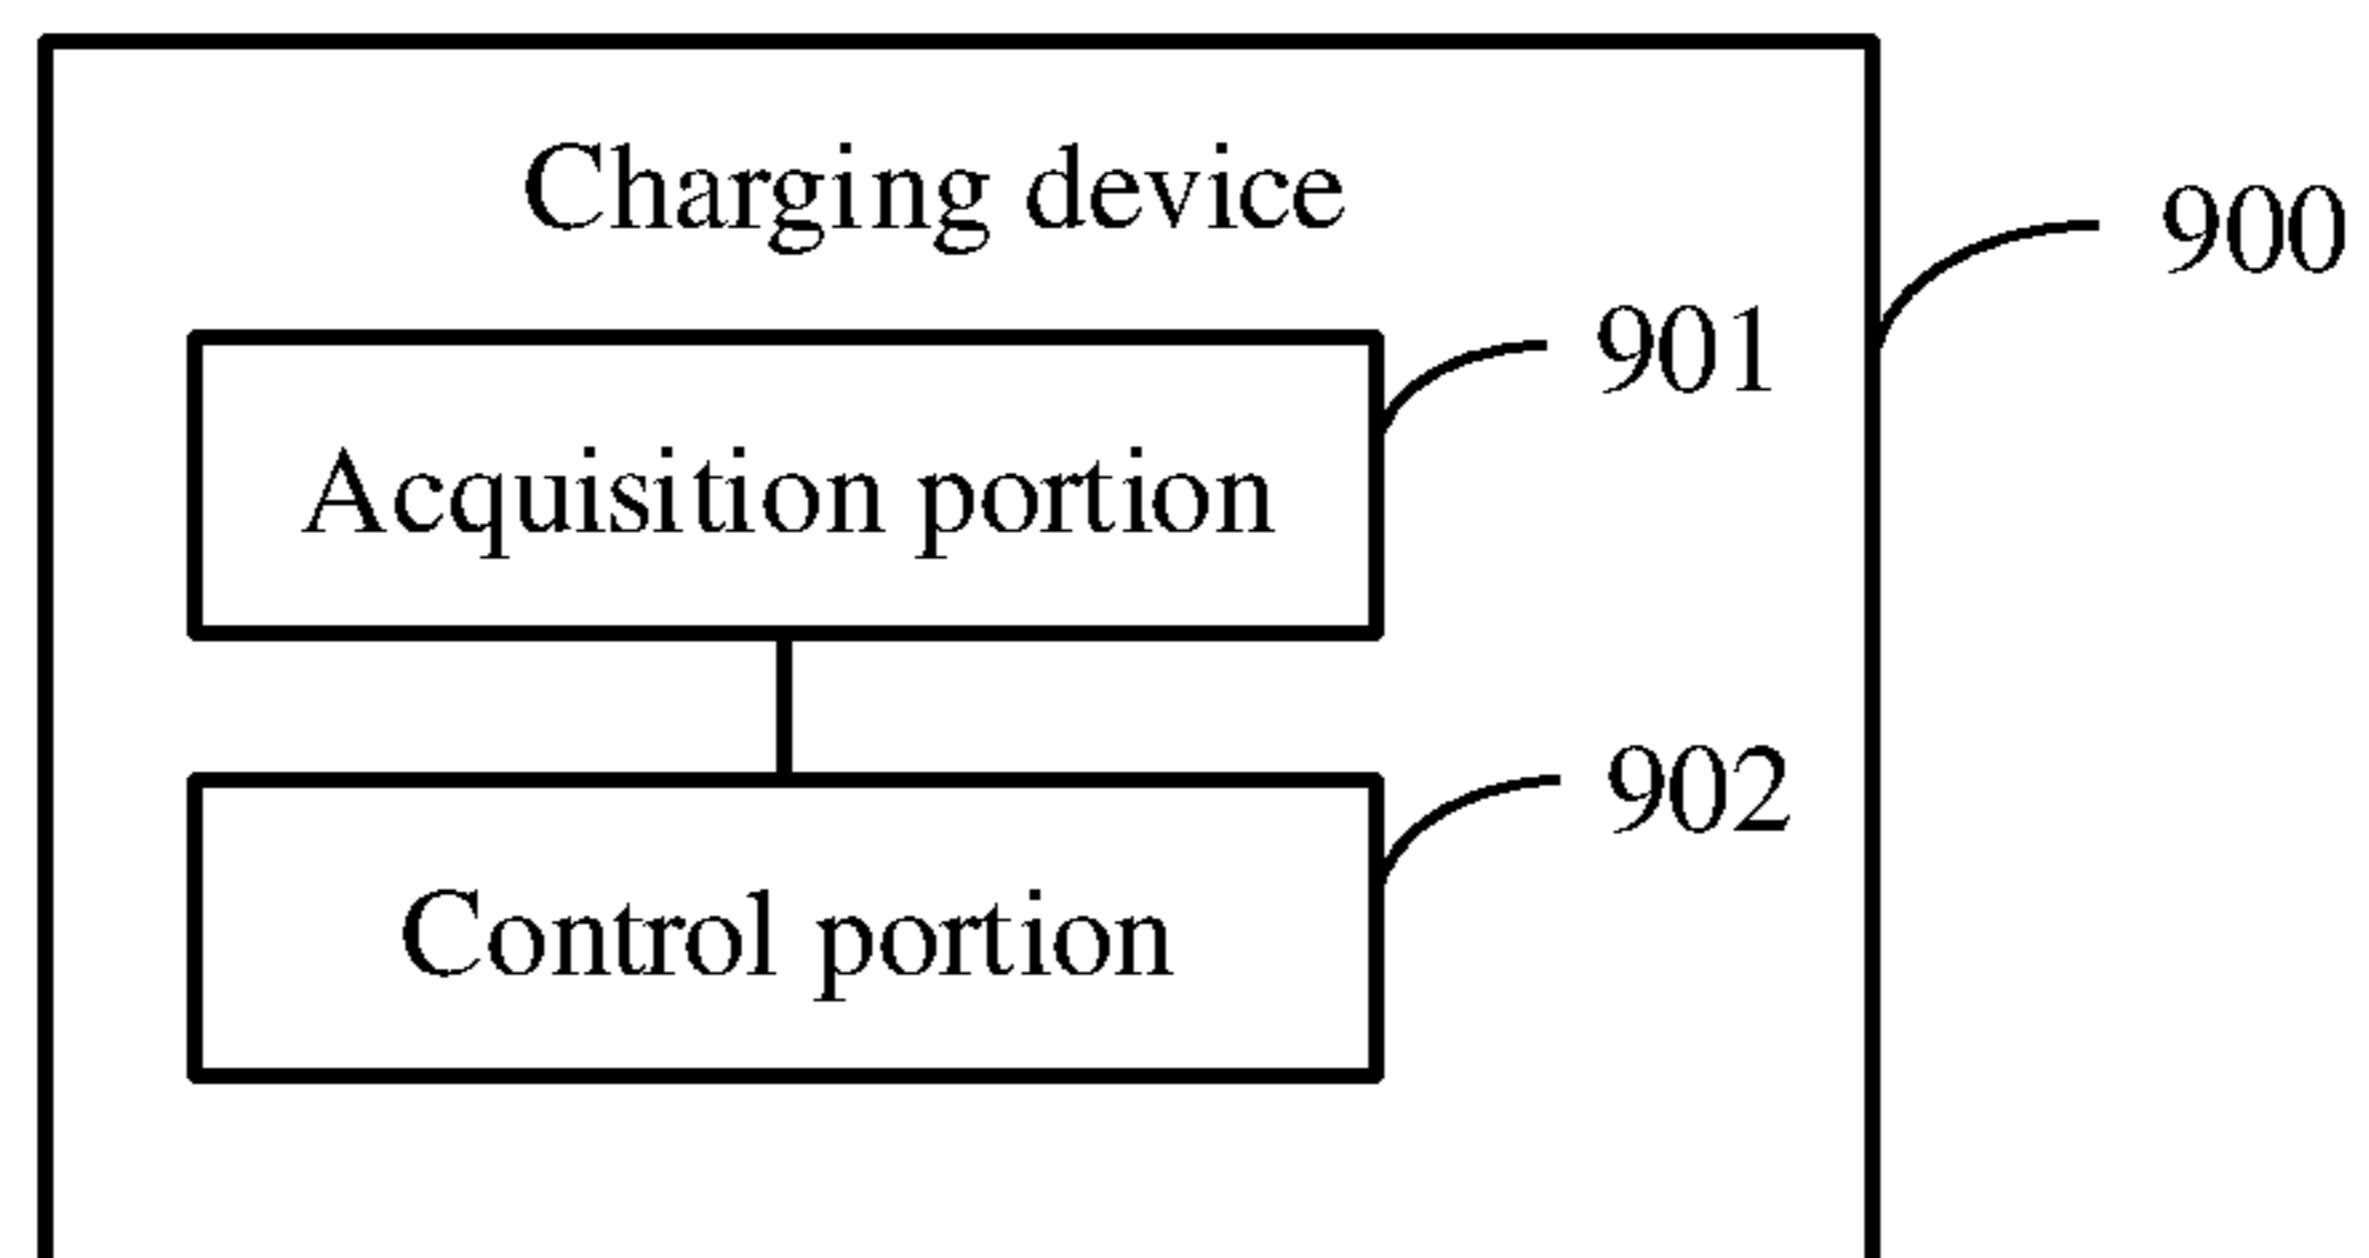 Charging device
900
901
Acquisition portion
902
Control portion